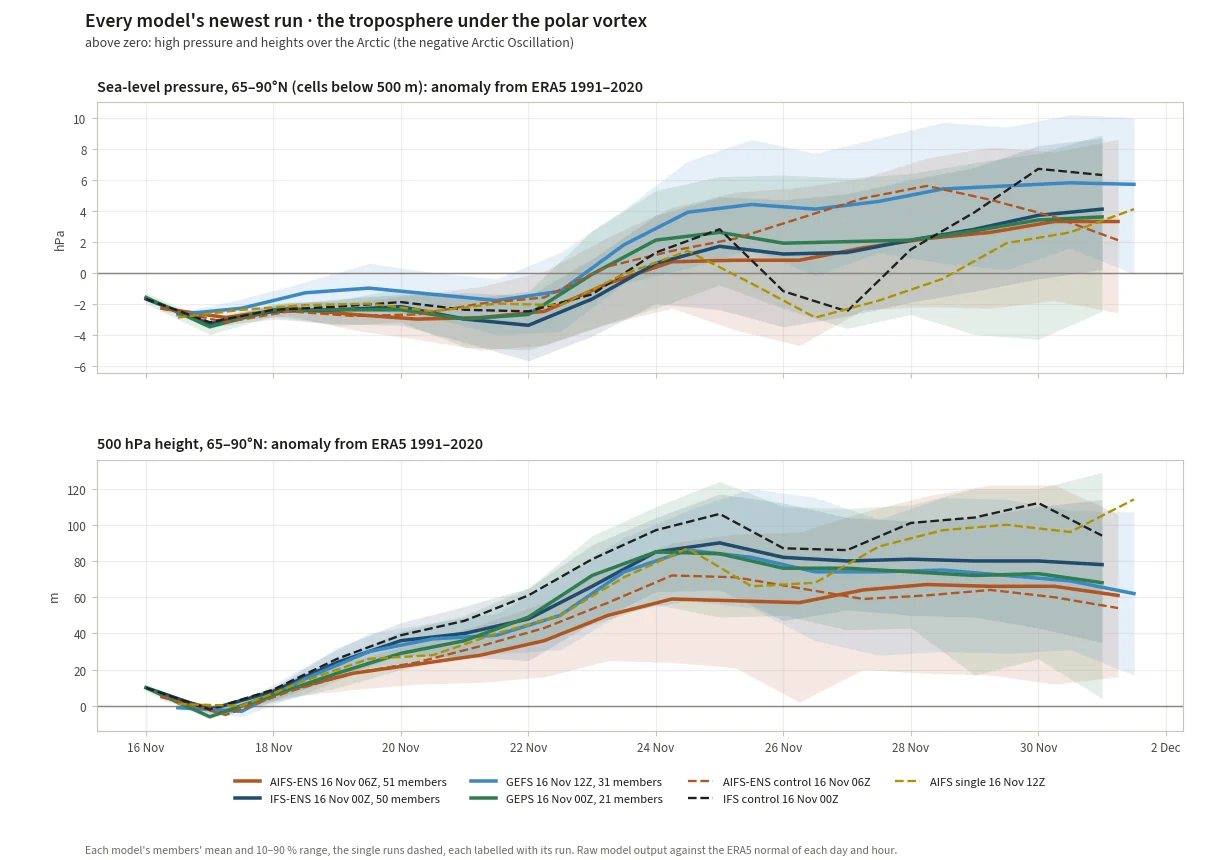 Every model's newest run · the troposphere under the polar vortex
above zero: high pressure and heights over the Arctic (the negative Arctic Oscillation)
Sea-level pressure, 65–90°N (cells below 500 m): anomaly from ERA5 1991–2020
10
8
6
4
2
0
−2
−4
−6
hPa
500 hPa height, 65–90°N: anomaly from ERA5 1991–2020
120
100
80
60
40
20
0
m
16 Nov 18 Nov 20 Nov 22 Nov 24 Nov 26 Nov 28 Nov 30 Nov 2 Dec
AIFS-ENS 16 Nov 06Z, 51 members GEFS 16 Nov 12Z, 31 members AIFS-ENS control 16 Nov 06Z AIFS single 16 Nov 12Z
IFS-ENS 16 Nov 00Z, 50 members GEPS 16 Nov 00Z, 21 members IFS control 16 Nov 00Z
Each model's members' mean and 10–90 % range, the single runs dashed, each labelled with its run. Raw model output against the ERA5 normal of each day and hour.